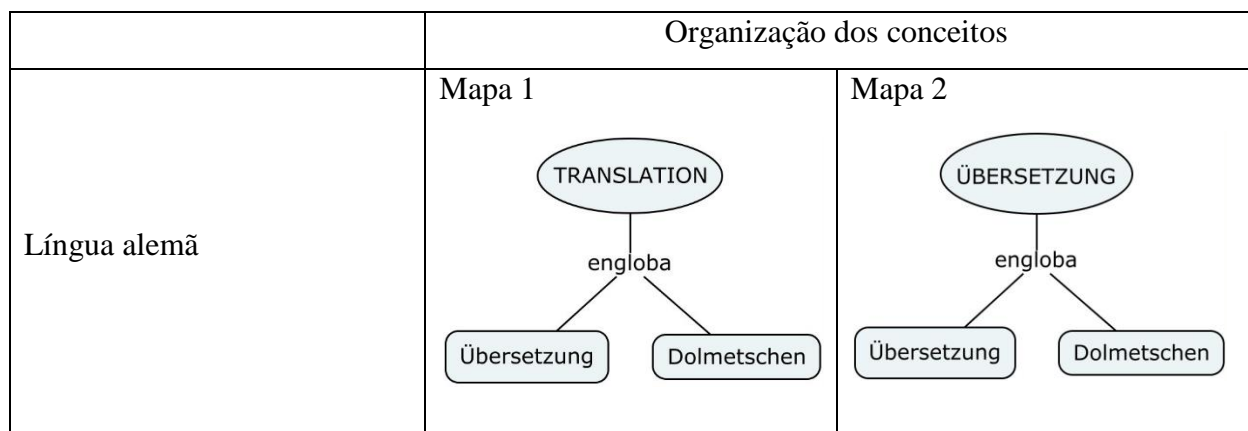 Organização dos conceitos
Língua alemã
Mapa 1
TRANSLATION
engloba
Übersetzung
Dolmetschen
Mapa 2
ÜBERSETZUNG
engloba
Übersetzung
Dolmetschen